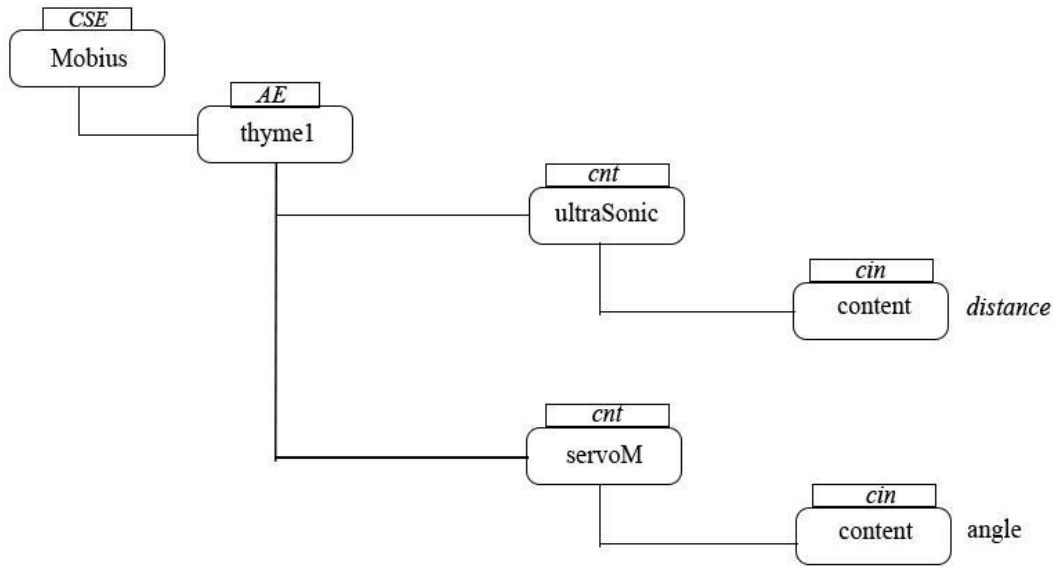 CSE
Mobius
AE
thyme1
cnt
ultraSonic
cin
content distance
cnt
servoM
cin
content angle